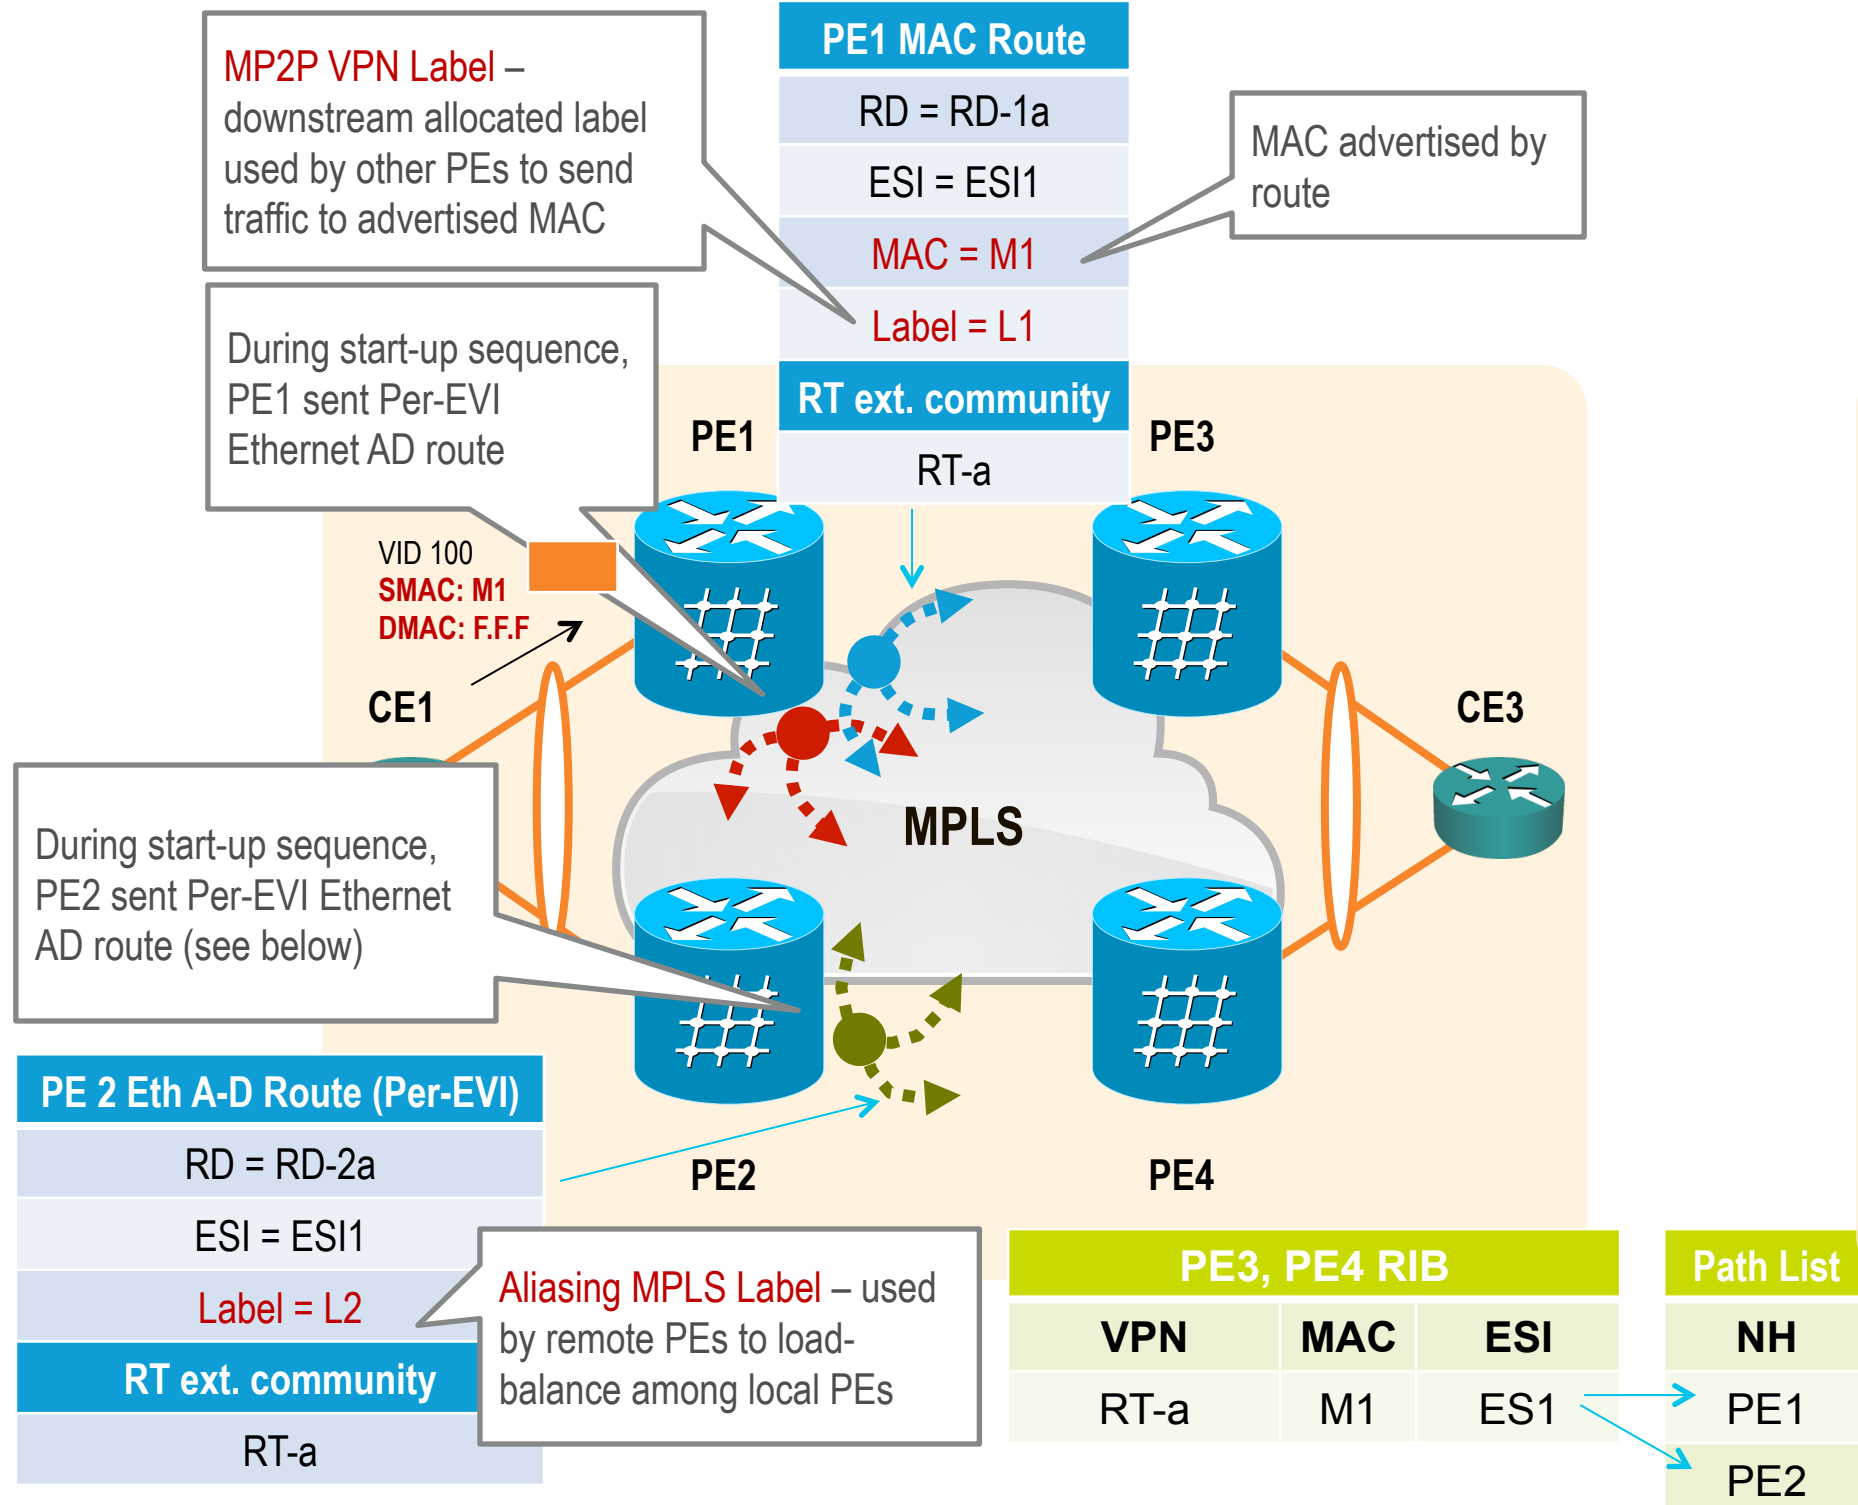 MP2P VPN Label –
downstream allocated label
used by other PEs to send
traffic to advertised MAC
PE1 MAC Route
RD = RD-1a
ESI = ESI1
MAC = M1
Label = L1
RT ext. community
RT-a
MAC advertised by
route
During start-up sequence,
PE1 sent Per-EVI
Ethernet AD route
PE1
PE3
VID 100
SMAC: M1
DMAC: F.F.F
CE1
CE3
MPLS
During start-up sequence,
PE2 sent Per-EVI Ethernet
AD route (see below)
PE2
PE4
PE 2 Eth A-D Route (Per-EVI)
RD = RD-2a
ESI = ESI1
Label = L2
RT ext. community
RT-a
Aliasing MPLS Label – used
by remote PEs to load-
balance among local PEs
PE3, PE4 RIB
VPN MAC ESI
RT-a M1 ES1
Path List
NH
PE1
PE2